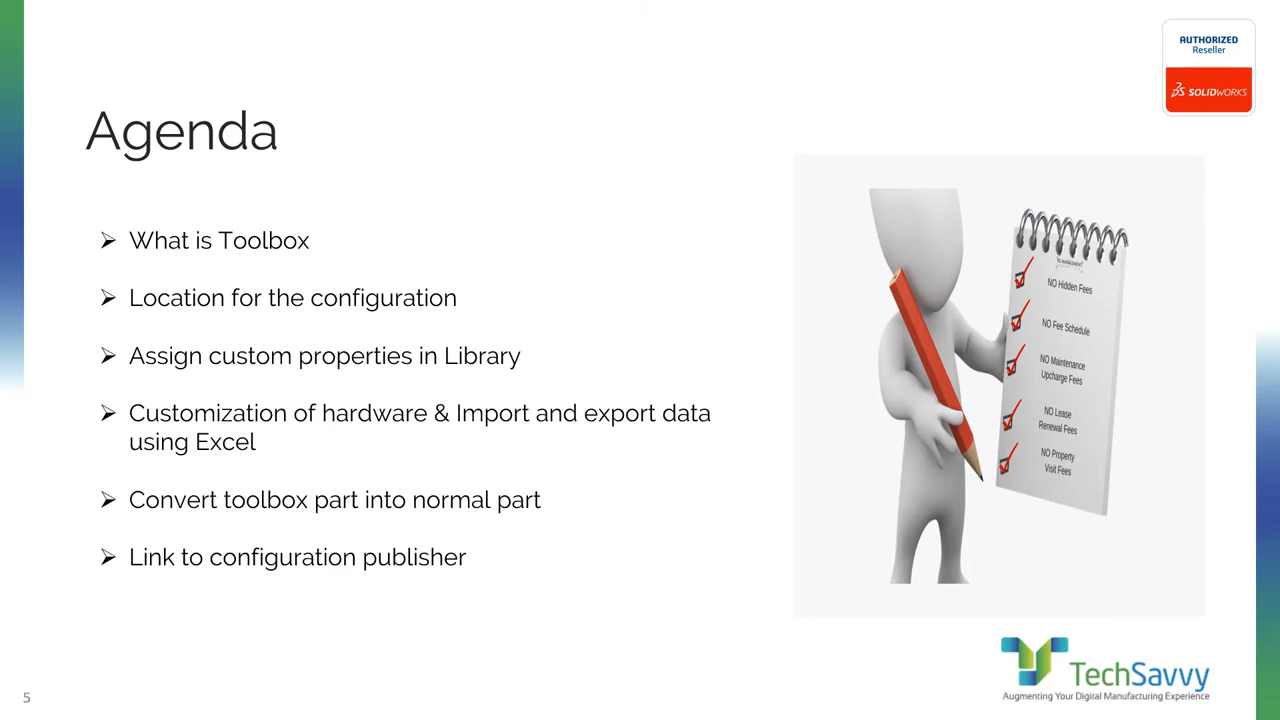 AUTHORIZED
Reseller
SOLIDWORKS
Agenda
What is Toolbox
Location for the configuration
Assign custom properties in Library
Customization of hardware & Import and export data
using Excel
Convert toolbox part into normal part
Link to configuration publisher
NO Hidden Fees
NO Fee Schedule
NO Maintenance
Upcharge Fees
NO Lease
Renewal Fees
NO Property
Visit Fees
TechSavvy
Augmenting Your Digital Manufacturing Experience
5